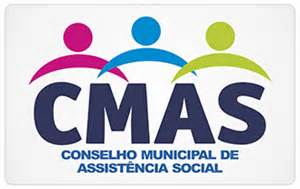 CMAS
CONSELHO MUNICIPAL DE
ASSISTÊNCIA SOCIAL